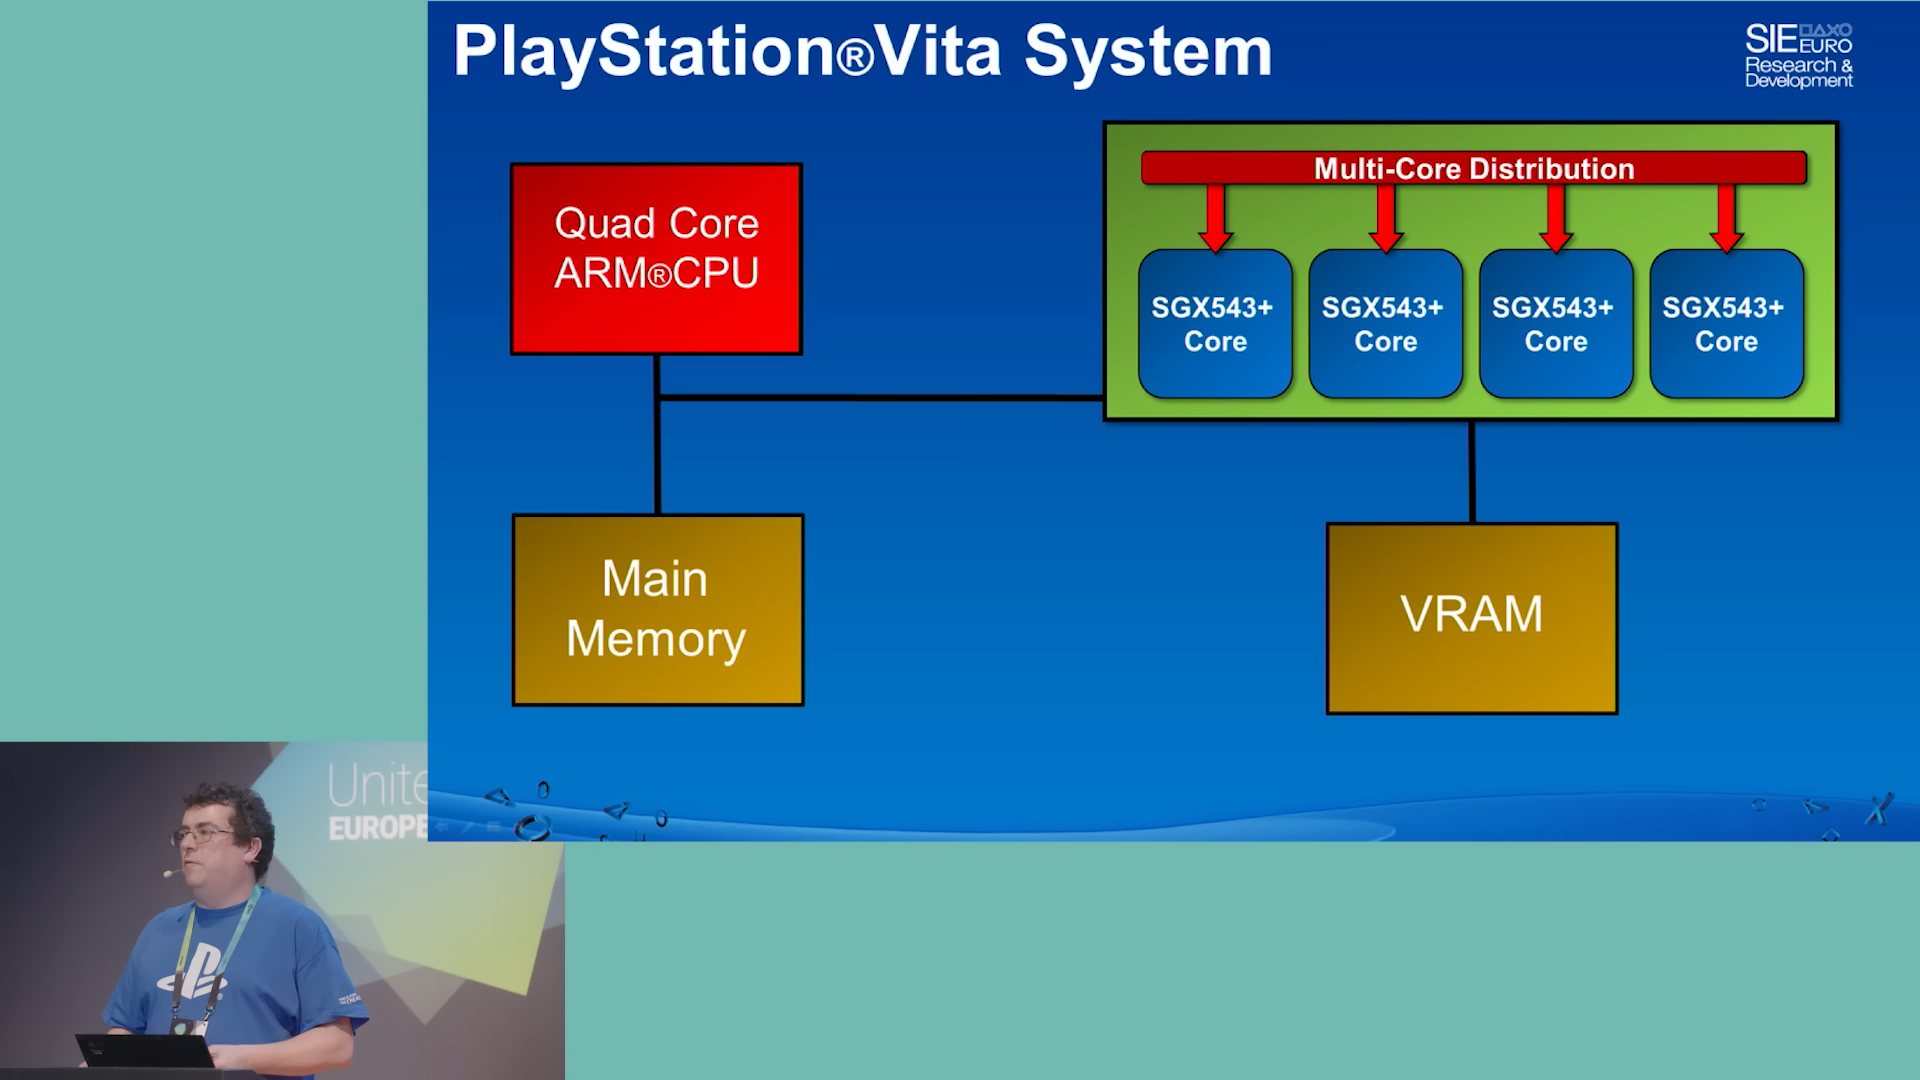 PlayStation®Vita System
SIE
EURO
Research &
Development
Multi-Core Distribution
Quad Core
ARM®CPU
SGX543+
Core
SGX543+
Core
SGX543+
Core
SGX543+
Core
Main
Memory
VRAM
Unite
EUROPE